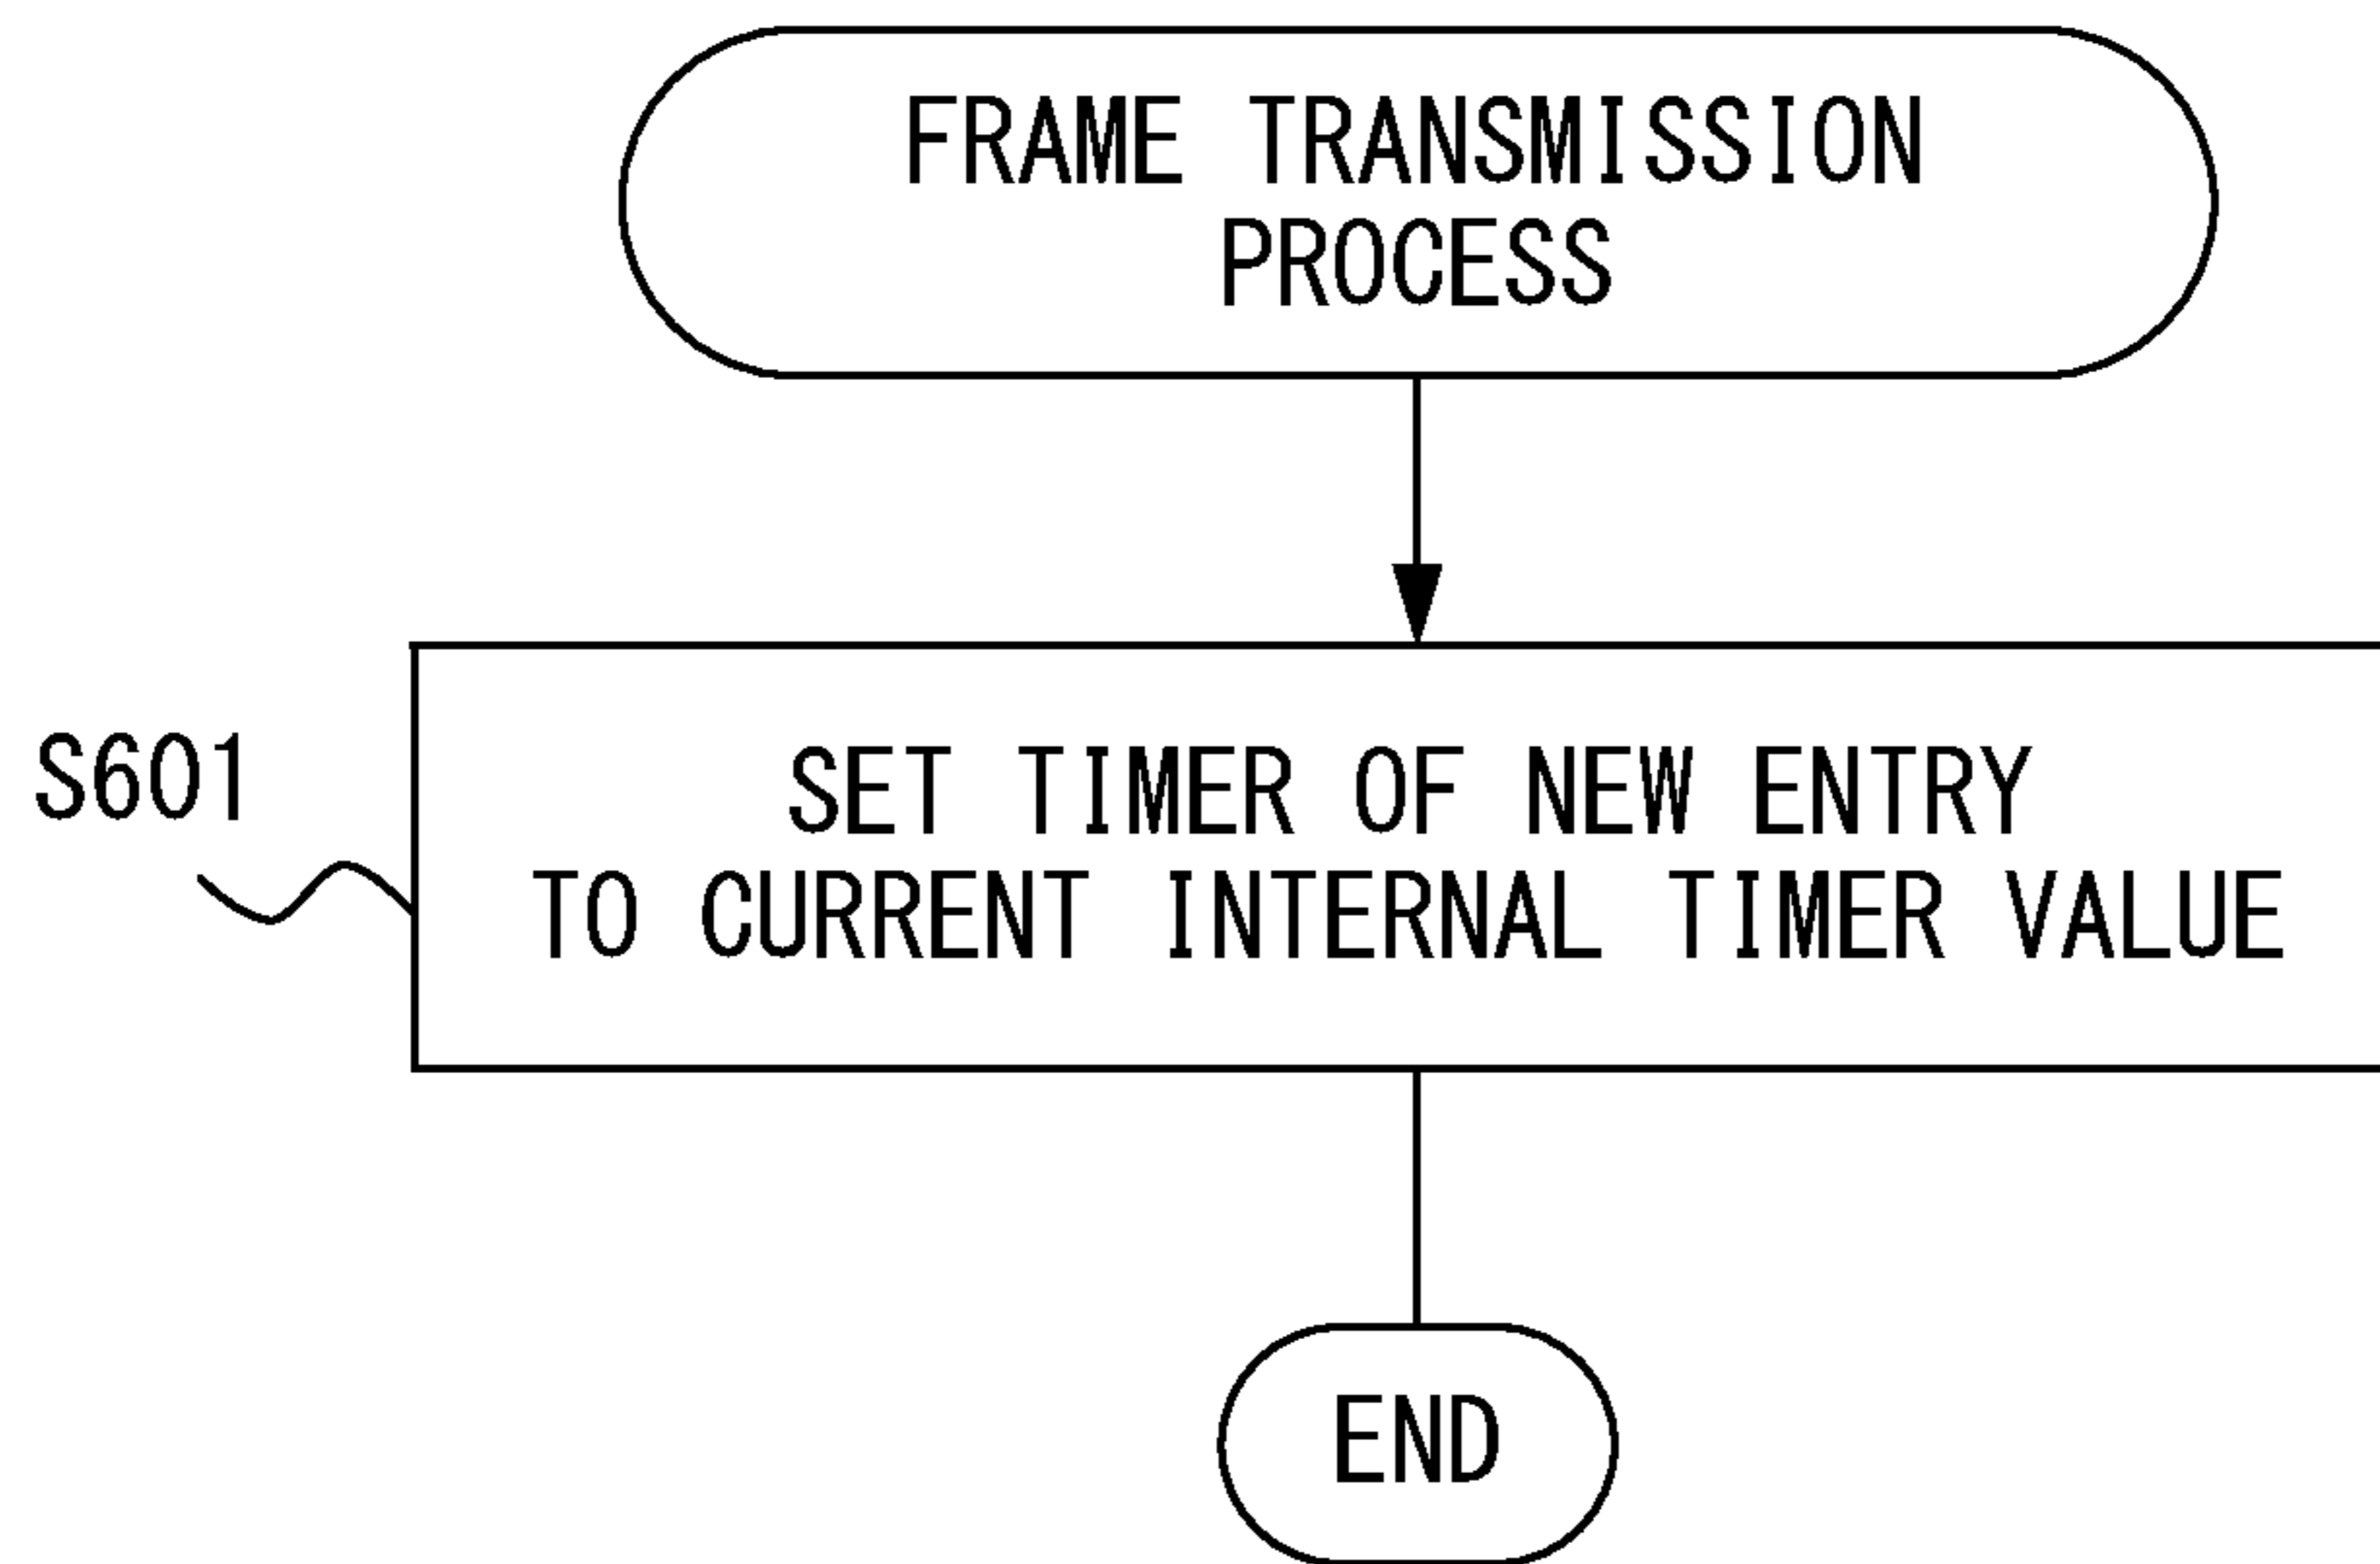 FRAME TRANSMISSION
PROCESS
S601
SET TIMER OF NEW ENTRY
TO CURRENT INTERNAL TIMER VALUE
END